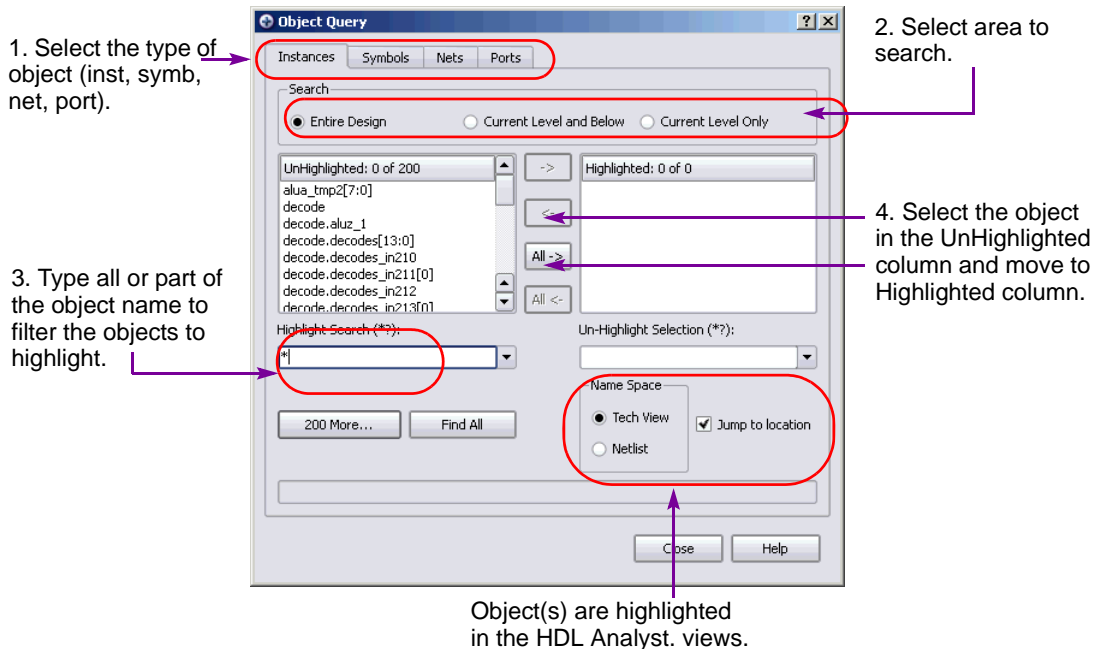 Object Query
1. Select the type of
object (inst, symb,
net, port).
2. Select area to
search.
Instances Symbols Nets Ports
Search
Entire Design Current Level and Below Current Level Only
UnHighlighted: 0 of 200
alua_tmp2[7:0]
decode
decode.aluz_1
decode.decodes[13:0]
decode.decodes_in210
decode.decodes_in211[0]
decode.decodes_in212
decode.decodes_in213[0]
->
<-
All ->
All <-
Highlighted: 0 of 0
4. Select the object
in the UnHighlighted
column and move to
Highlighted column.
3. Type all or part of
the object name to
filter the objects to
highlight.
Highlight Search (*?):
*
Un-Highlight Selection (*?):
200 More... Find All
Name Space
Tech View
Netlist
Jump to location
Close Help
Object(s) are highlighted
in the HDL Analyst. views.